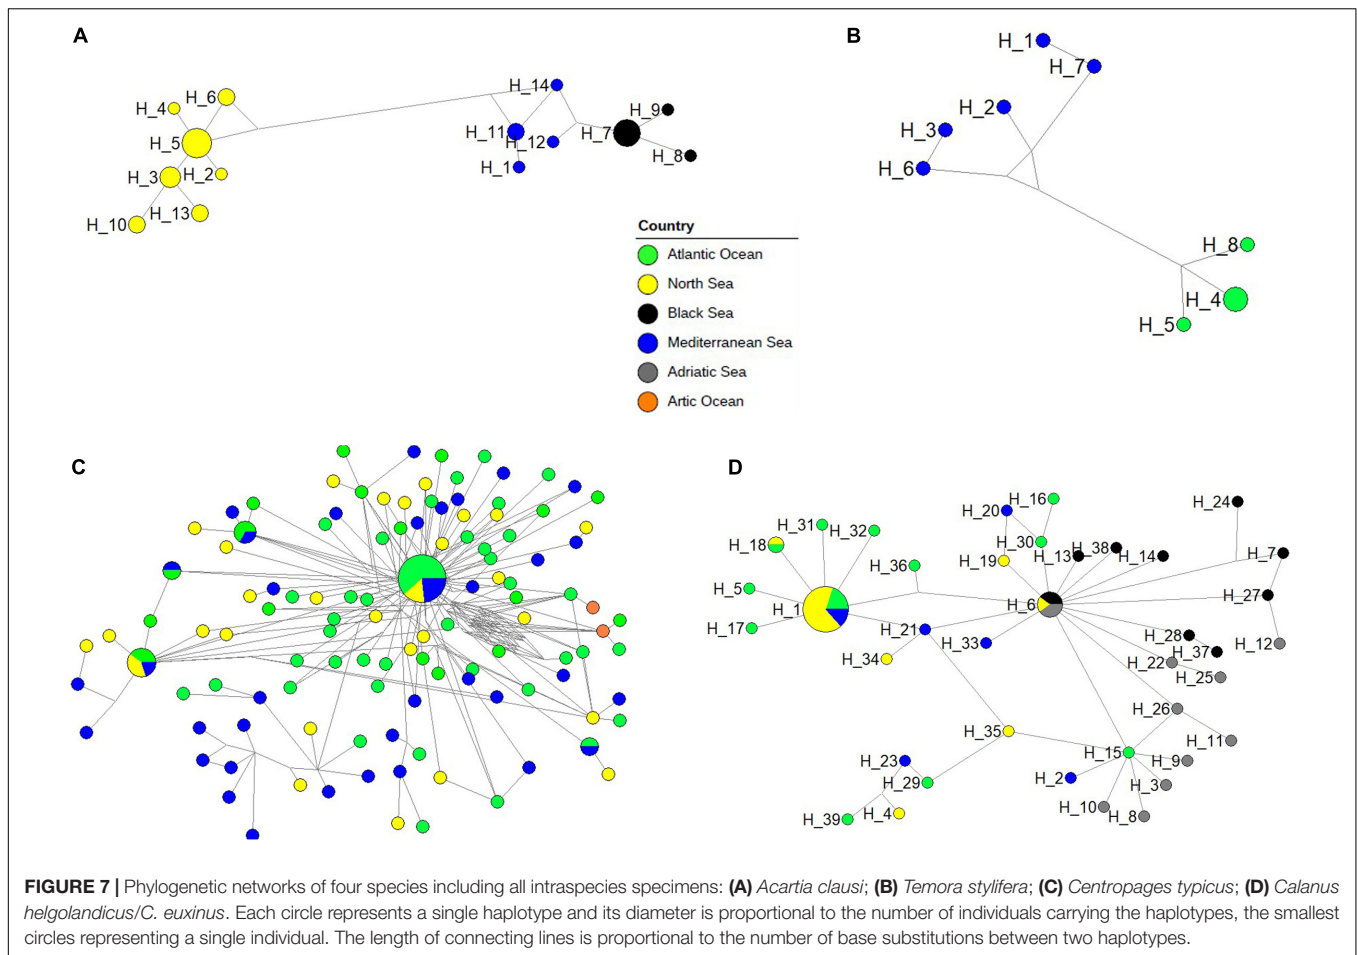 A
H_4
H_6
H_5
H_3
H_2
H_10
H_13
H_14
H_11
H_12
H_1
H_7
H_9
H_8
B
H_1
H_7
H_2
H_3
H_6
H_8
H_4
H_5
Country
Atlantic Ocean
North Sea
Black Sea
Mediterranean Sea
Adriatic Sea
Artic Ocean
C
D
H_31
H_32
H_18
H_36
H_5
H_1
H_17
H_21
H_34
H_20
H_16
H_30
H_19
H_13
H_38
H_14
H_24
H_7
H_6
H_27
H_12
H_33
H_28
H_37
H_22
H_25
H_26
H_11
H_35
H_15
H_9
H_23
H_29
H_2
H_3
H_10
H_8
H_39
H_4
FIGURE 7 | Phylogenetic networks of four species including all intraspecies specimens: (A) Acartia clausi; (B) Temora stylifera; (C) Centropages typicus; (D) Calanus
helgolandicus/C. euxinus. Each circle represents a single haplotype and its diameter is proportional to the number of individuals carrying the haplotypes, the smallest
circles representing a single individual. The length of connecting lines is proportional to the number of base substitutions between two haplotypes.